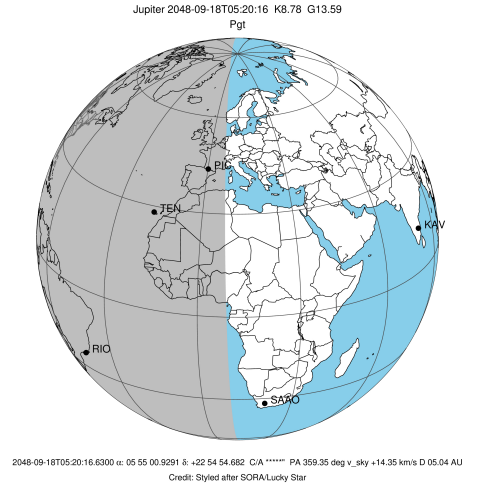 Jupiter 2048-09-18T05:20:16  K8.78  G13.59
Pgt
PIC
TEN
KAV
RIO
SAAO
2048-09-18T05:20:16.6300 α: 05 55 00.9291 δ: +22 54 54.682  C/A *****"  PA 359.35 deg v_sky +14.35 km/s D 05.04 AU
Credit: Styled after SORA/Lucky Star